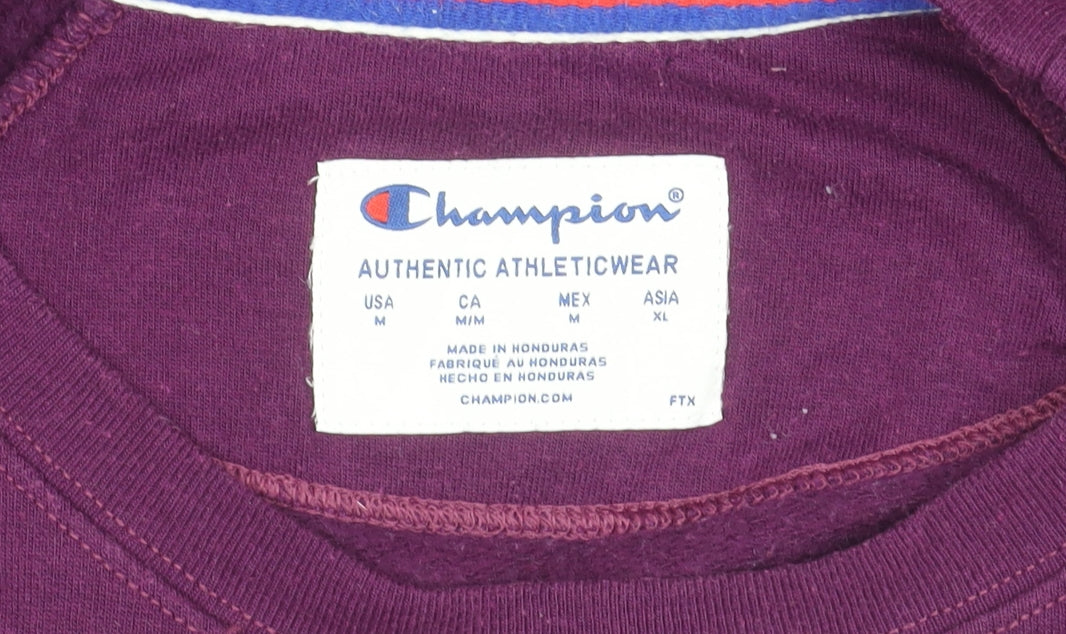 Champion®
AUTHENTIC ATHLETICWEAR
USA CA MEX ASIA
M M/M M XL
MADE IN HONDURAS
FABRIQUÉ AU HONDURAS
HECHO EN HONDURAS
CHAMPION.COM FTX